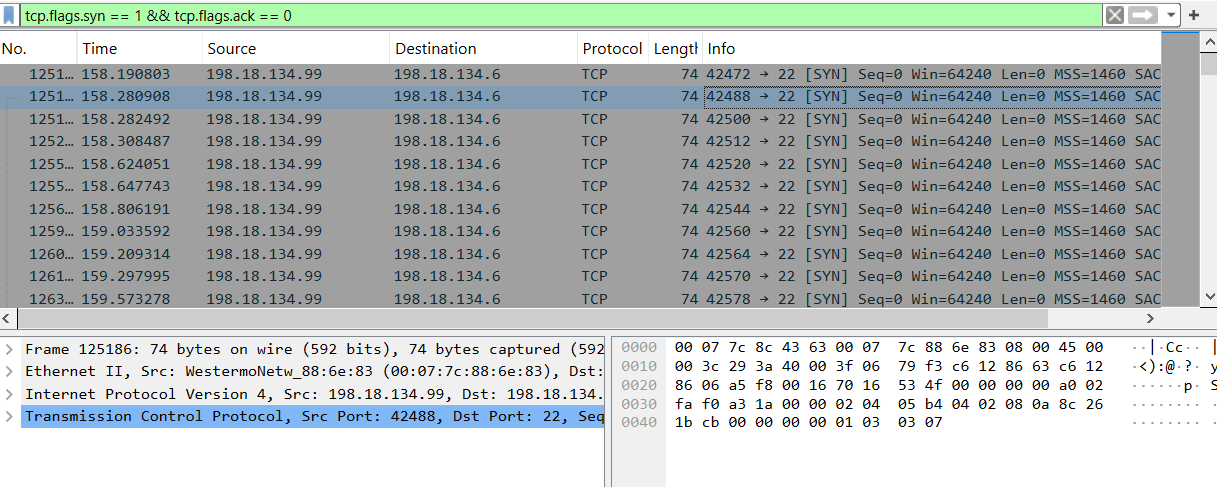 tcp.flags.syn == 1 && tcp.flags.ack == 0
No. Time Source Destination Protocol Length Info
1251… 158.190803 198.18.134.99 198.18.134.6 TCP 74 42472 → 22 [SYN] Seq=0 Win=64240 Len=0 MSS=1460 SAC
1251… 158.280908 198.18.134.99 198.18.134.6 TCP 74 42488 → 22 [SYN] Seq=0 Win=64240 Len=0 MSS=1460 SAC
1251… 158.282492 198.18.134.99 198.18.134.6 TCP 74 42500 → 22 [SYN] Seq=0 Win=64240 Len=0 MSS=1460 SAC
1252… 158.308487 198.18.134.99 198.18.134.6 TCP 74 42512 → 22 [SYN] Seq=0 Win=64240 Len=0 MSS=1460 SAC
1255… 158.624051 198.18.134.99 198.18.134.6 TCP 74 42520 → 22 [SYN] Seq=0 Win=64240 Len=0 MSS=1460 SAC
1255… 158.647743 198.18.134.99 198.18.134.6 TCP 74 42532 → 22 [SYN] Seq=0 Win=64240 Len=0 MSS=1460 SAC
1256… 158.806191 198.18.134.99 198.18.134.6 TCP 74 42544 → 22 [SYN] Seq=0 Win=64240 Len=0 MSS=1460 SAC
1259… 159.033592 198.18.134.99 198.18.134.6 TCP 74 42560 → 22 [SYN] Seq=0 Win=64240 Len=0 MSS=1460 SAC
1260… 159.209314 198.18.134.99 198.18.134.6 TCP 74 42564 → 22 [SYN] Seq=0 Win=64240 Len=0 MSS=1460 SAC
1261… 159.297995 198.18.134.99 198.18.134.6 TCP 74 42570 → 22 [SYN] Seq=0 Win=64240 Len=0 MSS=1460 SAC
1263… 159.573278 198.18.134.99 198.18.134.6 TCP 74 42578 → 22 [SYN] Seq=0 Win=64240 Len=0 MSS=1460 SAC
Frame 125186: 74 bytes on wire (592 bits), 74 bytes captured (592
Ethernet II, Src: WestermoNetw_88:6e:83 (00:07:7c:88:6e:83), Dst:
Internet Protocol Version 4, Src: 198.18.134.99, Dst: 198.18.134.
Transmission Control Protocol, Src Port: 42488, Dst Port: 22, Seq
0000 00 07 7c 8c 43 63 00 07 7c 88 6e 83 08 00 45 00 ··|·Cc·· |
0010 00 3c 29 3a 40 00 3f 06 79 f3 c6 12 86 63 c6 12 ·<):@·?· y
0020 86 06 a5 f8 00 16 70 16 53 4f 00 00 00 00 a0 02 ······p· S
0030 fa f0 a3 1a 00 00 02 04 05 b4 04 02 08 0a 8c 26 ········ ·
0040 1b cb 00 00 00 00 01 03 03 07 ········ ·